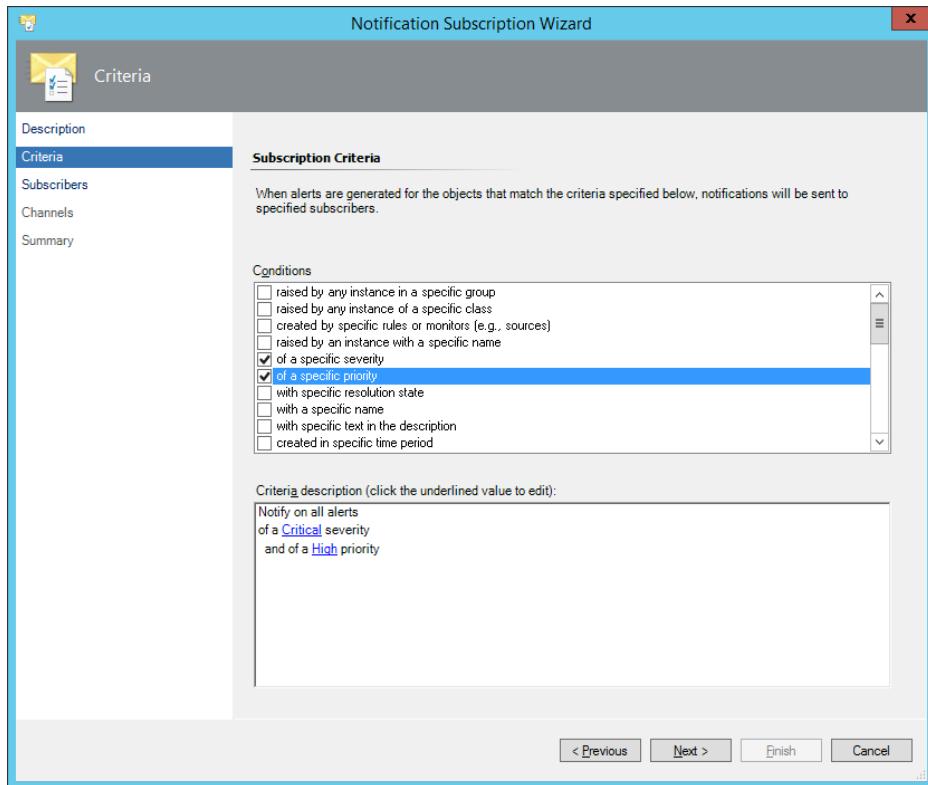 Notification Subscription Wizard
x
Criteria
Description
Criteria
Subscribers
Channels
Summary
Subscription Criteria
When alerts are generated for the objects that match the criteria specified below, notifications will be sent to
specified subscribers.
Conditions
raised by any instance in a specific group
raised by any instance of a specific class
created by specific rules or monitors (e.g., sources)
raised by an instance with a specific name
of a specific severity
of a specific priority
with specific resolution state
with a specific name
with specific text in the description
created in specific time period
Criteria description (click the underlined value to edit):
Notify on all alerts
of a Critical severity
and of a High priority
< Previous
Next >
Finish
Cancel